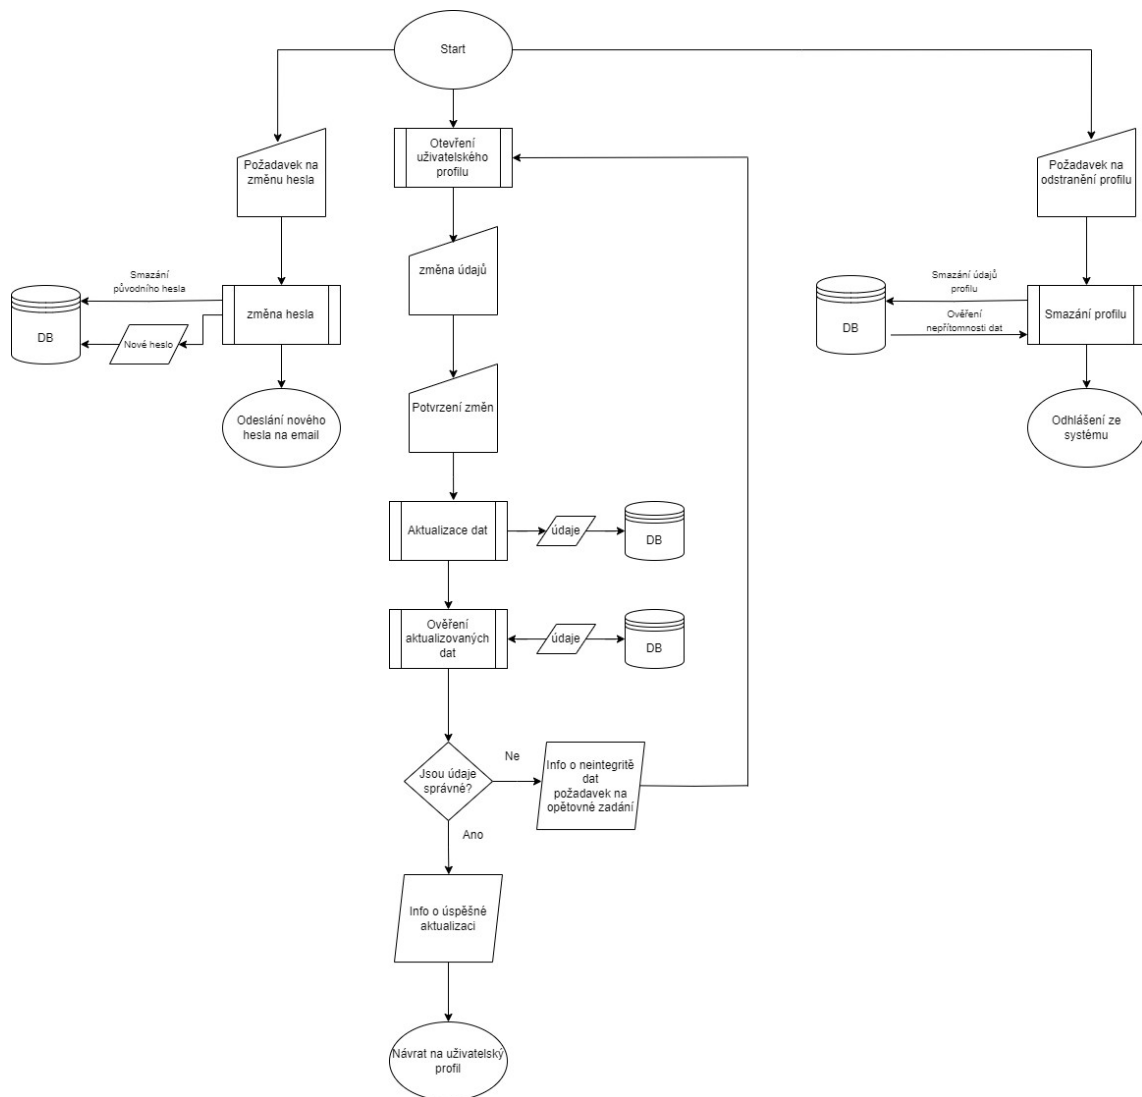 Start
Požadavek na
změnu hesla
Otevření
uživatelského
profilu
Požadavek na
odstranění profilu
změna údajů
Smazání
původního hesla
DB
Nové heslo
změna hesla
Smazání údajů
profilu
DB
Ověření
nepřítomnosti dat
Smazání profilu
Odeslání nového
hesla na email
Potvrzení změn
Odhlášení ze
systému
Aktualizace dat
údaje
DB
Ověření
aktualizovaných
dat
údaje
DB
Jsou údaje
správné?
Ne
Info o neintegritě
dat
požadavek na
opětovné zadání
Ano
Info o úspěšné
aktualizaci
Návrat na uživatelský
profil